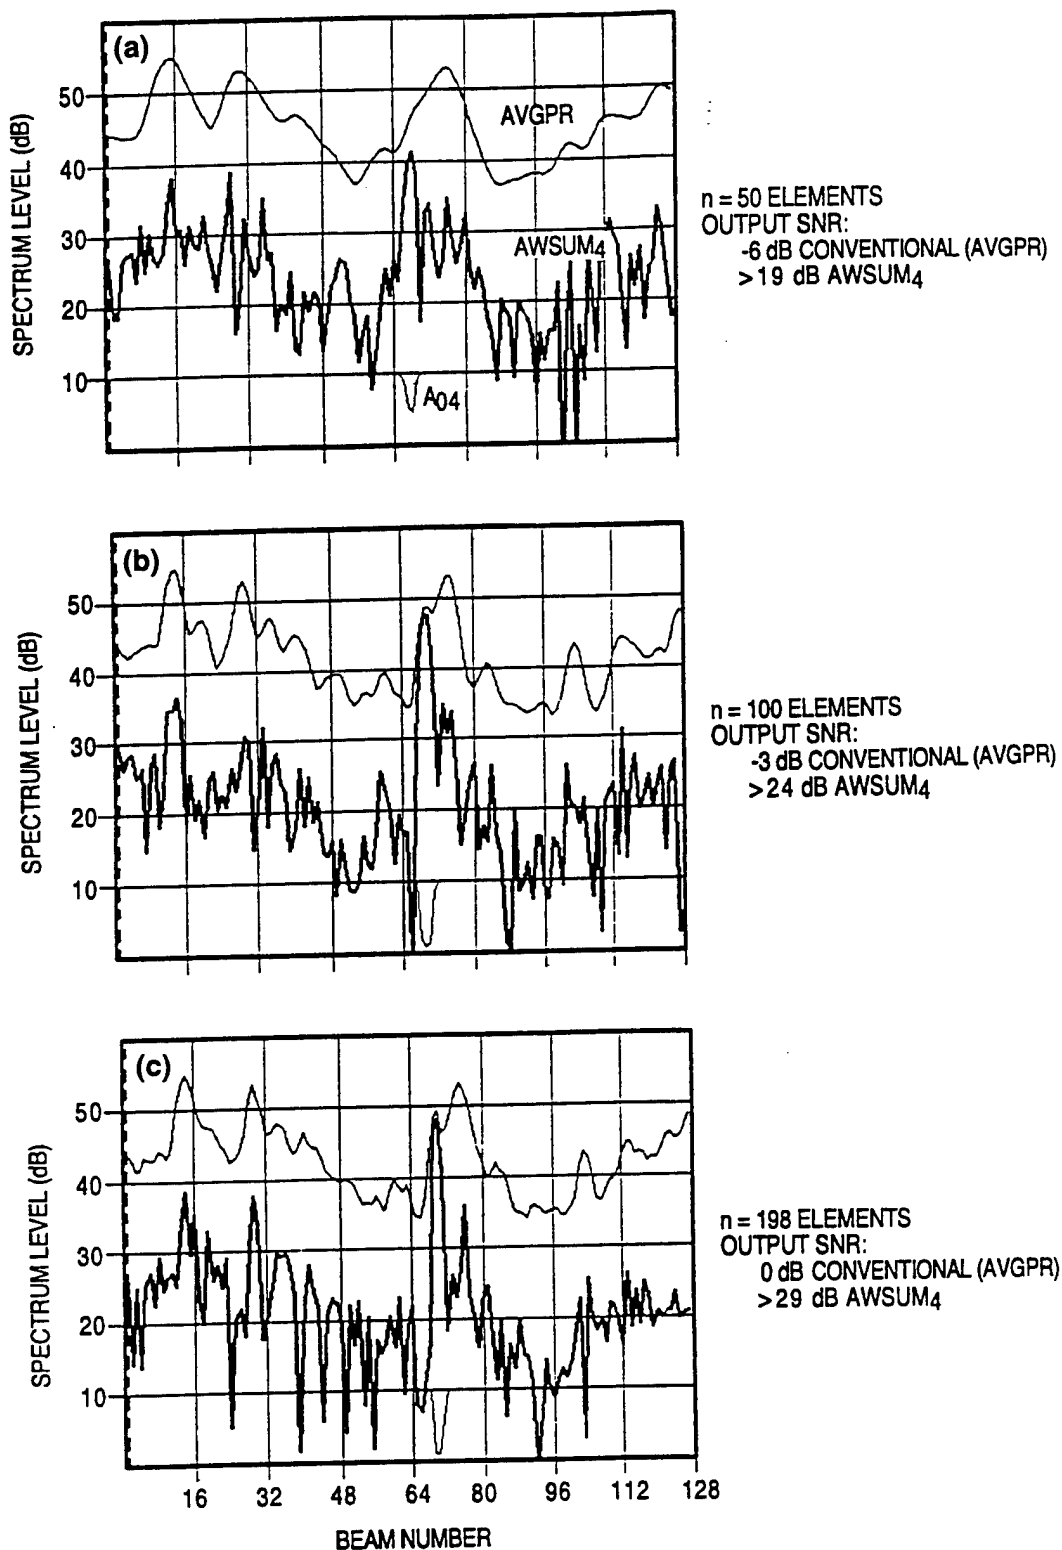 (a)
SPECTRUM LEVEL (dB)
50
40
30
20
10
AVGPR
AWSUM4
A04
n = 50 ELEMENTS
OUTPUT SNR:
-6 dB CONVENTIONAL (AVGPR)
>19 dB AWSUM4
(b)
SPECTRUM LEVEL (dB)
50
40
30
20
10
n = 100 ELEMENTS
OUTPUT SNR:
-3 dB CONVENTIONAL (AVGPR)
>24 dB AWSUM4
(c)
SPECTRUM LEVEL (dB)
50
40
30
20
10
n = 198 ELEMENTS
OUTPUT SNR:
0 dB CONVENTIONAL (AVGPR)
>29 dB AWSUM4
16 32 48 64 80 96 112 128
BEAM NUMBER